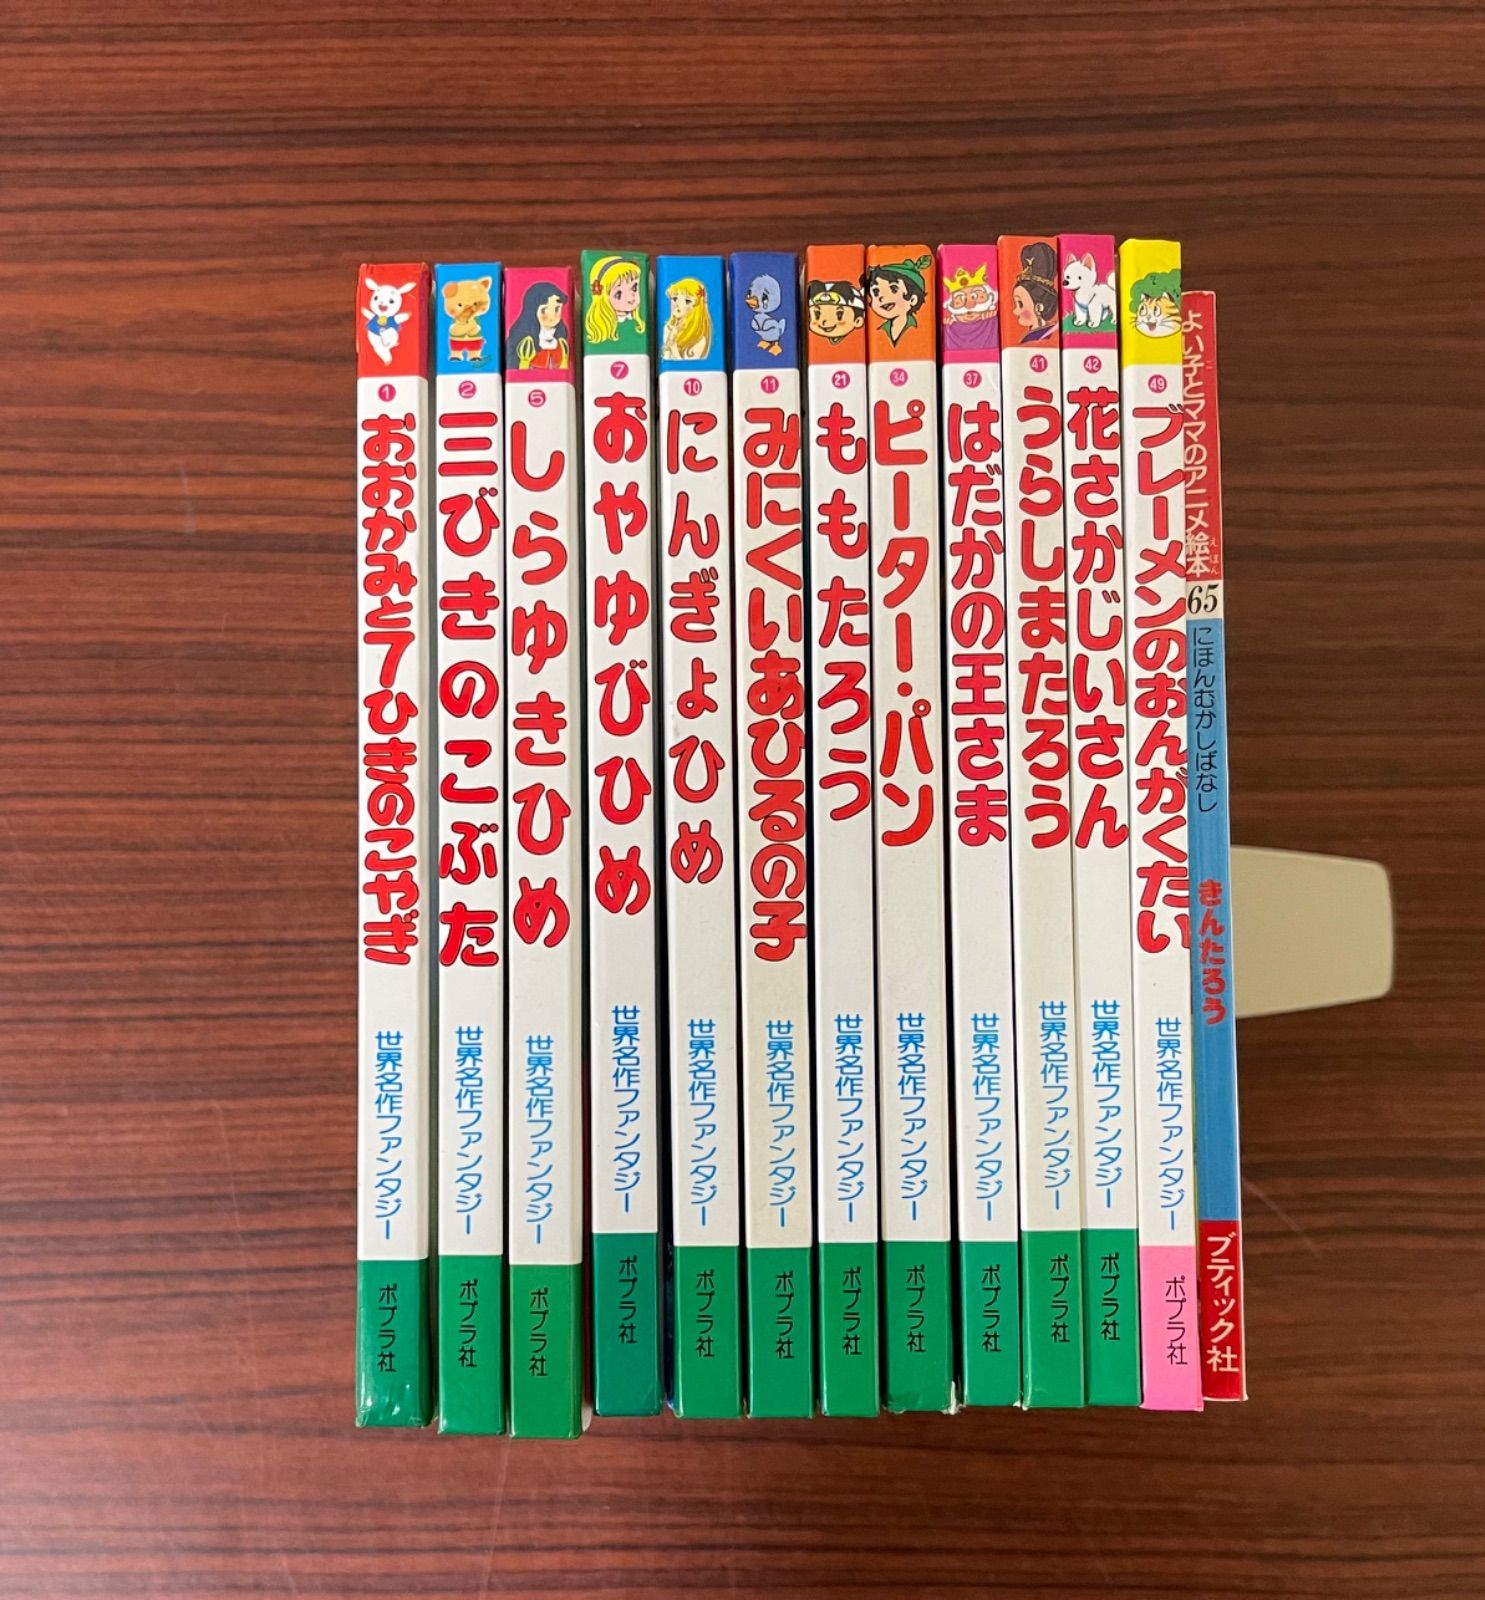 ① おおかみと7ひきのこやぎ 世界名作ファンタジー ポプラ社
② 三びきのこぶた 世界名作ファンタジー ポプラ社
⑤ しらゆきひめ 世界名作ファンタジー ポプラ社
⑦ おやゆびひめ 世界名作ファンタジー ポプラ社
⑩ にんぎょひめ 世界名作ファンタジー ポプラ社
⑪ みにくいあひるの子 世界名作ファンタジー ポプラ社
㉑ ももたろう 世界名作ファンタジー ポプラ社
㉞ ピーター・パン 世界名作ファンタジー ポプラ社
㊲ はだかの王さま 世界名作ファンタジー ポプラ社
㊶ うらしまたろう 世界名作ファンタジー ポプラ社
㊷ 花さかじいさん 世界名作ファンタジー ポプラ社
㊾ ブレーメンのおんがくたい 世界名作ファンタジー ポプラ社
よい子とママのアニメ絵本 65 にほんむかしばなし きんたろう ブティック社
こ
えほん